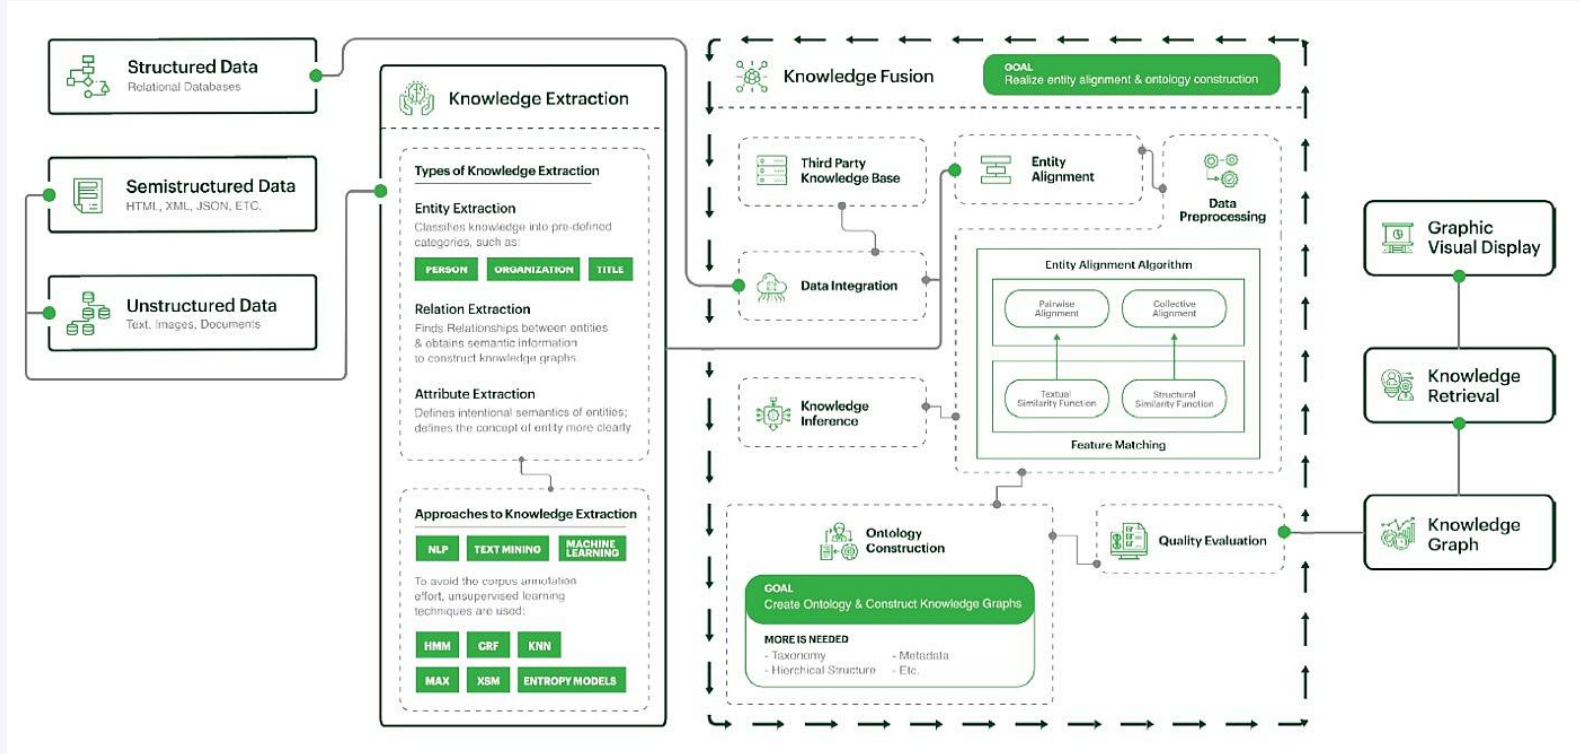 Structured Data
Relational Databases
Semistructured Data
HTML, XML, JSON, ETC.
Unstructured Data
Text, Images, Documents
Knowledge Extraction
Types of Knowledge Extraction
Entity Extraction
Classifies knowledge into pre-defined
categories, such as:
PERSON
ORGANIZATION
TITLE
Relation Extraction
Finds Relationships between entities
& obtains semantic information
to construct knowledge graphs.
Attribute Extraction
Defines intentional semantics of entities;
defines the concept of entity more clearly
Approaches to Knowledge Extraction
NLP
TEXT MINING
MACHINE
LEARNING
To avoid the corpus annotation
effort, unsupervised learning
techniques are used:
HMM
CRF
KNN
MAX
XSM
ENTROPY MODELS
Knowledge Fusion
GOAL
Realize entity alignment & ontology construction
Third Party
Knowledge Base
Data Integration
Entity
Alignment
Data
Preprocessing
Entity Alignment Algorithm
Pairwise
Alignment
Collective
Alignment
Textual
Similarity Function
Structural
Similarity Function
Feature Matching
Knowledge
Inference
Ontology
Construction
GOAL
Create Ontology & Construct Knowledge Graphs
MORE IS NEEDED
- Taxonomy
- Metadata
- Hierchical Structure
- Etc.
Quality Evaluation
Graphic
Visual Display
Knowledge
Retrieval
Knowledge
Graph